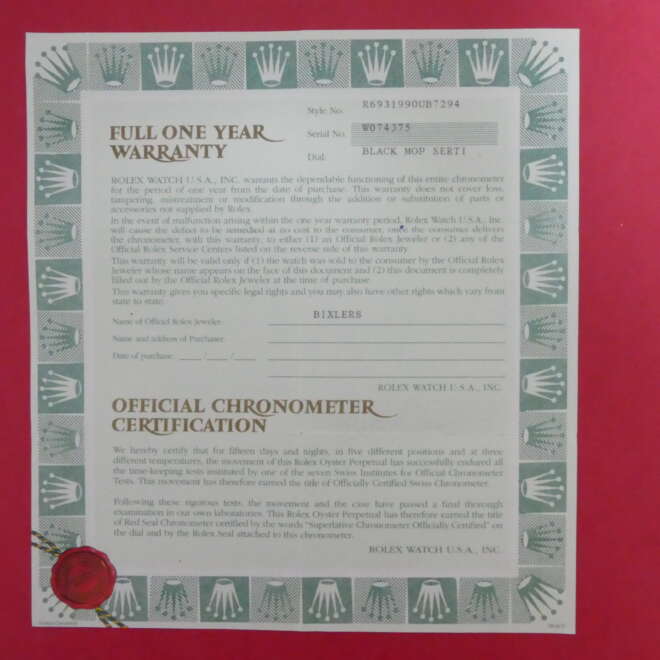 Style No. R6931990UB7294
FULL ONE YEAR
WARRANTY
Serial No. W074375
Dial: BLACK MOP SERTI
ROLEX WATCH U.S.A., INC. warrants the dependable functioning of this entire chronometer
for the period of one year from the date of purchase. This warranty does not cover loss,
tampering, mistreatment or modification through the addition or substitution of parts or
accessories not supplied by Rolex.
In the event of malfunction arising within the one year warranty period, Rolex Watch U.S.A., Inc.
will cause the defect to be remedied at no cost to the consumer, once the consumer delivers
the chronometer, with this warranty, to either (1) an Official Rolex Jeweler or (2) any of the
Official Rolex Service Centers listed on the reverse side of this warranty.
This warranty will be valid only if (1) the watch was sold to the consumer by the Official Rolex
Jeweler whose name appears on the face of this document and (2) this document is completely
filled out by the Official Rolex Jeweler at the time of purchase.
This warranty gives you specific legal rights and you may also have other rights which vary from
state to state.
Name of Official Rolex Jeweler: BIXLERS
Name and address of Purchaser:
Date of purchase: ____/____/____
ROLEX WATCH U.S.A., INC.
OFFICIAL CHRONOMETER
CERTIFICATION
We hereby certify that for fifteen days and nights, in five different positions and at three
different temperatures, the movement of this Rolex Oyster Perpetual has successfully endured all
the time-keeping tests instituted by one of the seven Swiss Institutes for Official Chronometer
Tests. This movement has therefore earned the title of Officially Certified Swiss Chronometer.
Following these rigorous tests, the movement and the case have passed a final thorough
examination in our own laboratories. This Rolex Oyster Perpetual has therefore earned the title
of Red Seal Chronometer certified by the words "Superlative Chronometer Officially Certified" on
the dial and by the Rolex Seal attached to this chronometer.
ROLEX WATCH U.S.A., INC.